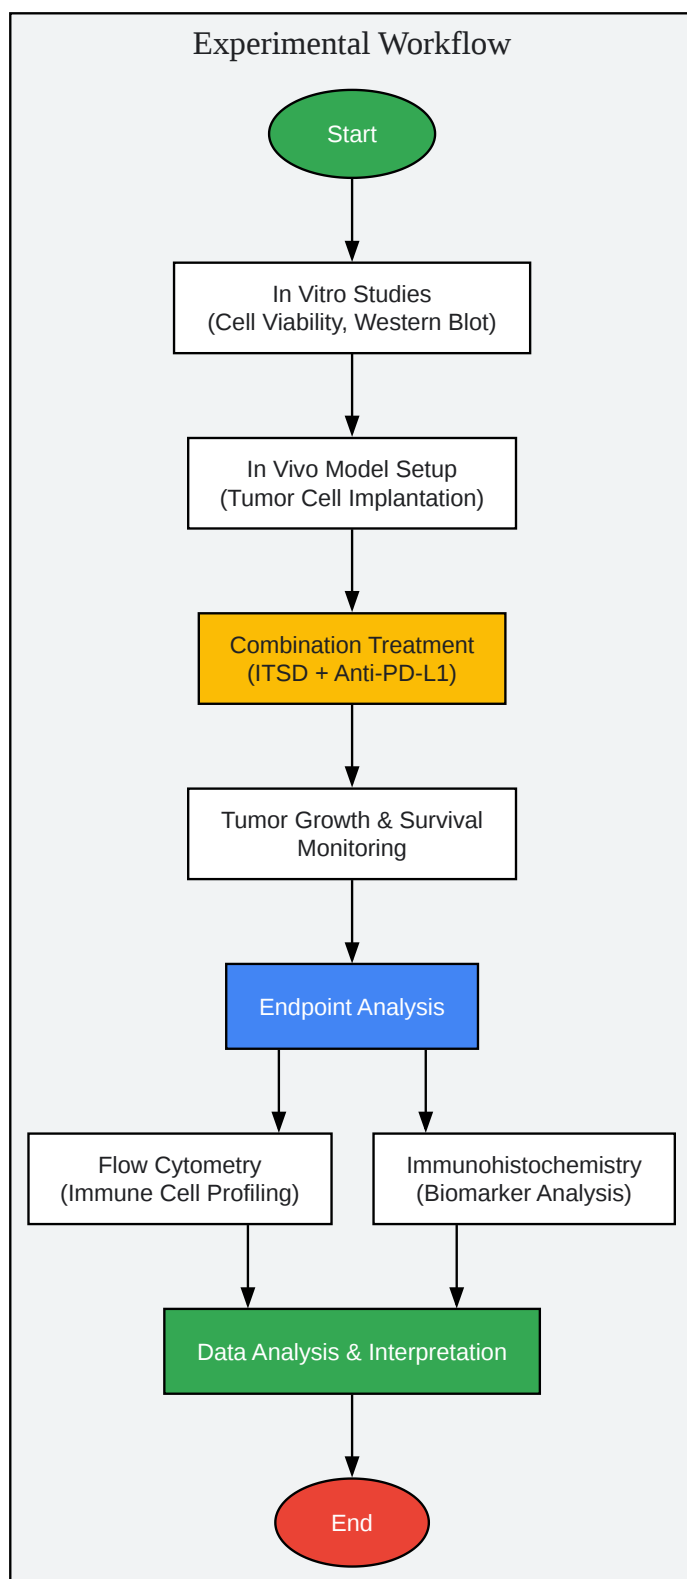 Experimental Workflow
Start
In Vitro Studies
(Cell Viability, Western Blot)
In Vivo Model Setup
(Tumor Cell Implantation)
Combination Treatment
(ITSD + Anti-PD-L1)
Tumor Growth & Survival
Monitoring
Endpoint Analysis
Flow Cytometry
(Immune Cell Profiling)
Immunohistochemistry
(Biomarker Analysis)
Data Analysis & Interpretation
End